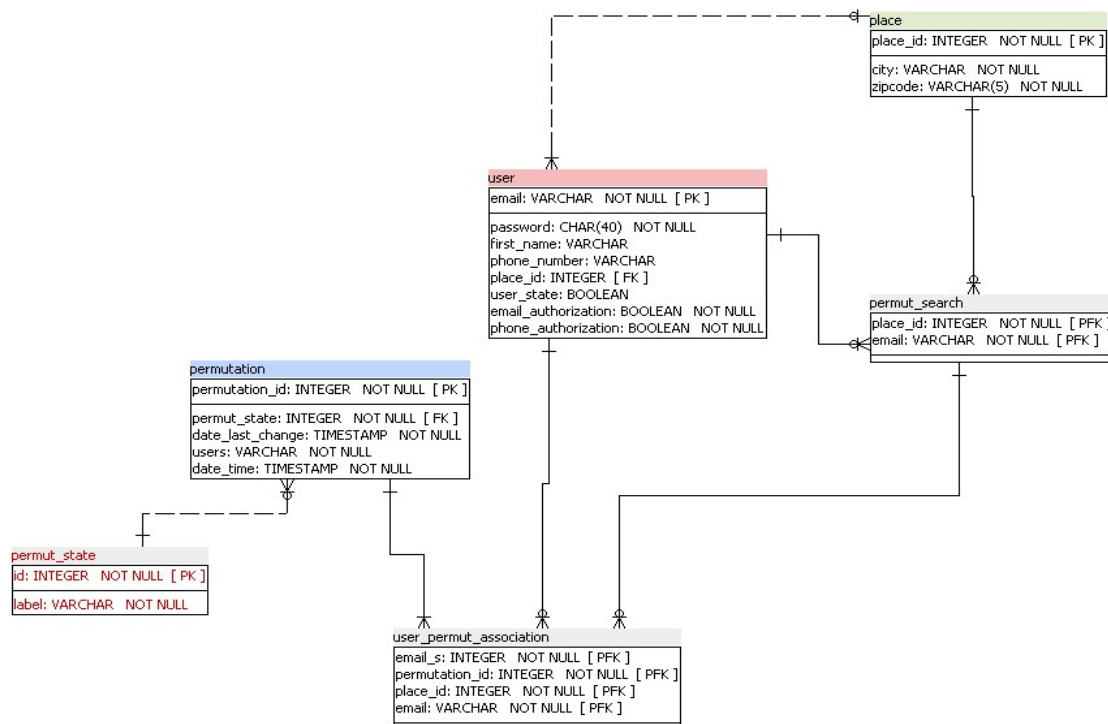 place
place_id: INTEGER NOT NULL [ PK ]
city: VARCHAR NOT NULL
zipcode: VARCHAR(5) NOT NULL
user
email: VARCHAR NOT NULL [ PK ]
password: CHAR(40) NOT NULL
first_name: VARCHAR
phone_number: VARCHAR
place_id: INTEGER [ FK ]
user_state: BOOLEAN
email_authorization: BOOLEAN NOT NULL
phone_authorization: BOOLEAN NOT NULL
permut_search
place_id: INTEGER NOT NULL [ PFK ]
email: VARCHAR NOT NULL [ PFK ]
permutation
permutation_id: INTEGER NOT NULL [ PK ]
permut_state: INTEGER NOT NULL [ FK ]
date_last_change: TIMESTAMP NOT NULL
users: VARCHAR NOT NULL
date_time: TIMESTAMP NOT NULL
permut_state
id: INTEGER NOT NULL [ PK ]
label: VARCHAR NOT NULL
user_permut_association
email_s: INTEGER NOT NULL [ PFK ]
permutation_id: INTEGER NOT NULL [ PFK ]
place_id: INTEGER NOT NULL [ PFK ]
email: VARCHAR NOT NULL [ PFK ]